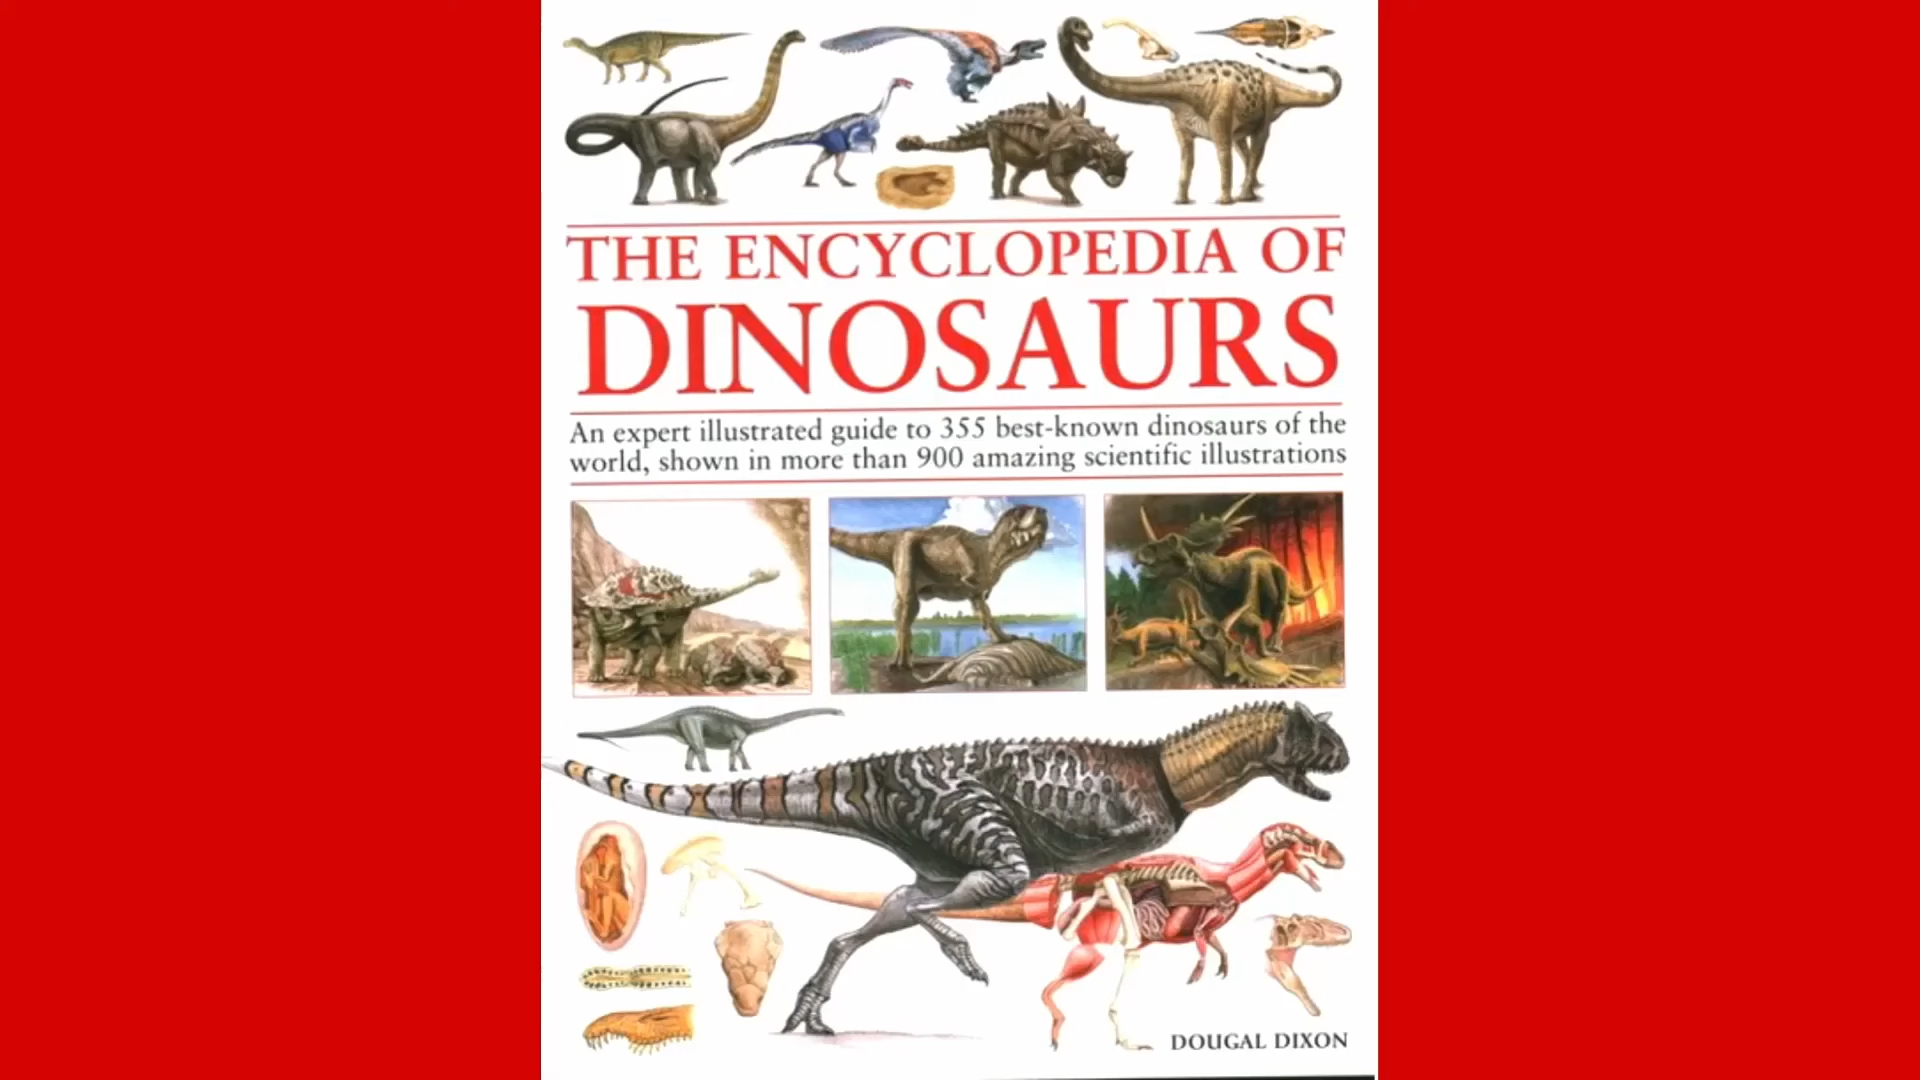 THE ENCYCLOPEDIA OF
DINOSAURS
An expert illustrated guide to 355 best-known dinosaurs of the
world, shown in more than 900 amazing scientific illustrations
DOUGAL DIXON